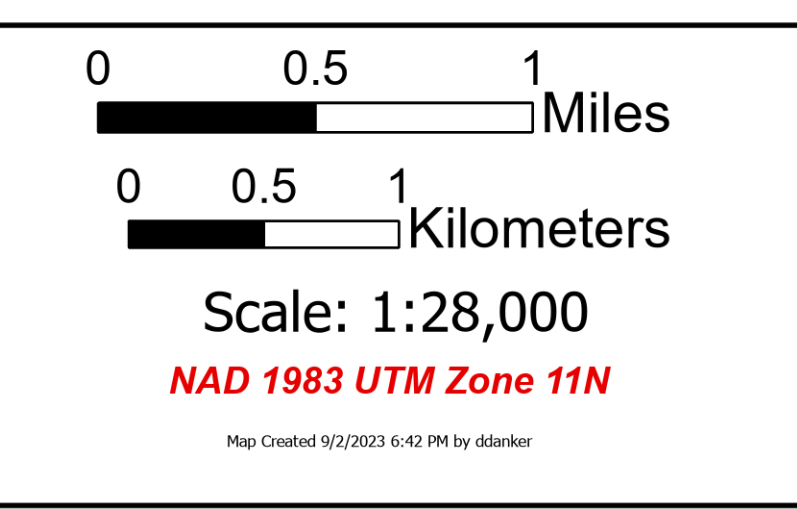 0 0.5 1
Miles
0 0.5 1
Kilometers
Scale: 1:28,000
NAD 1983 UTM Zone 11N
Map Created 9/2/2023 6:42 PM by ddanker